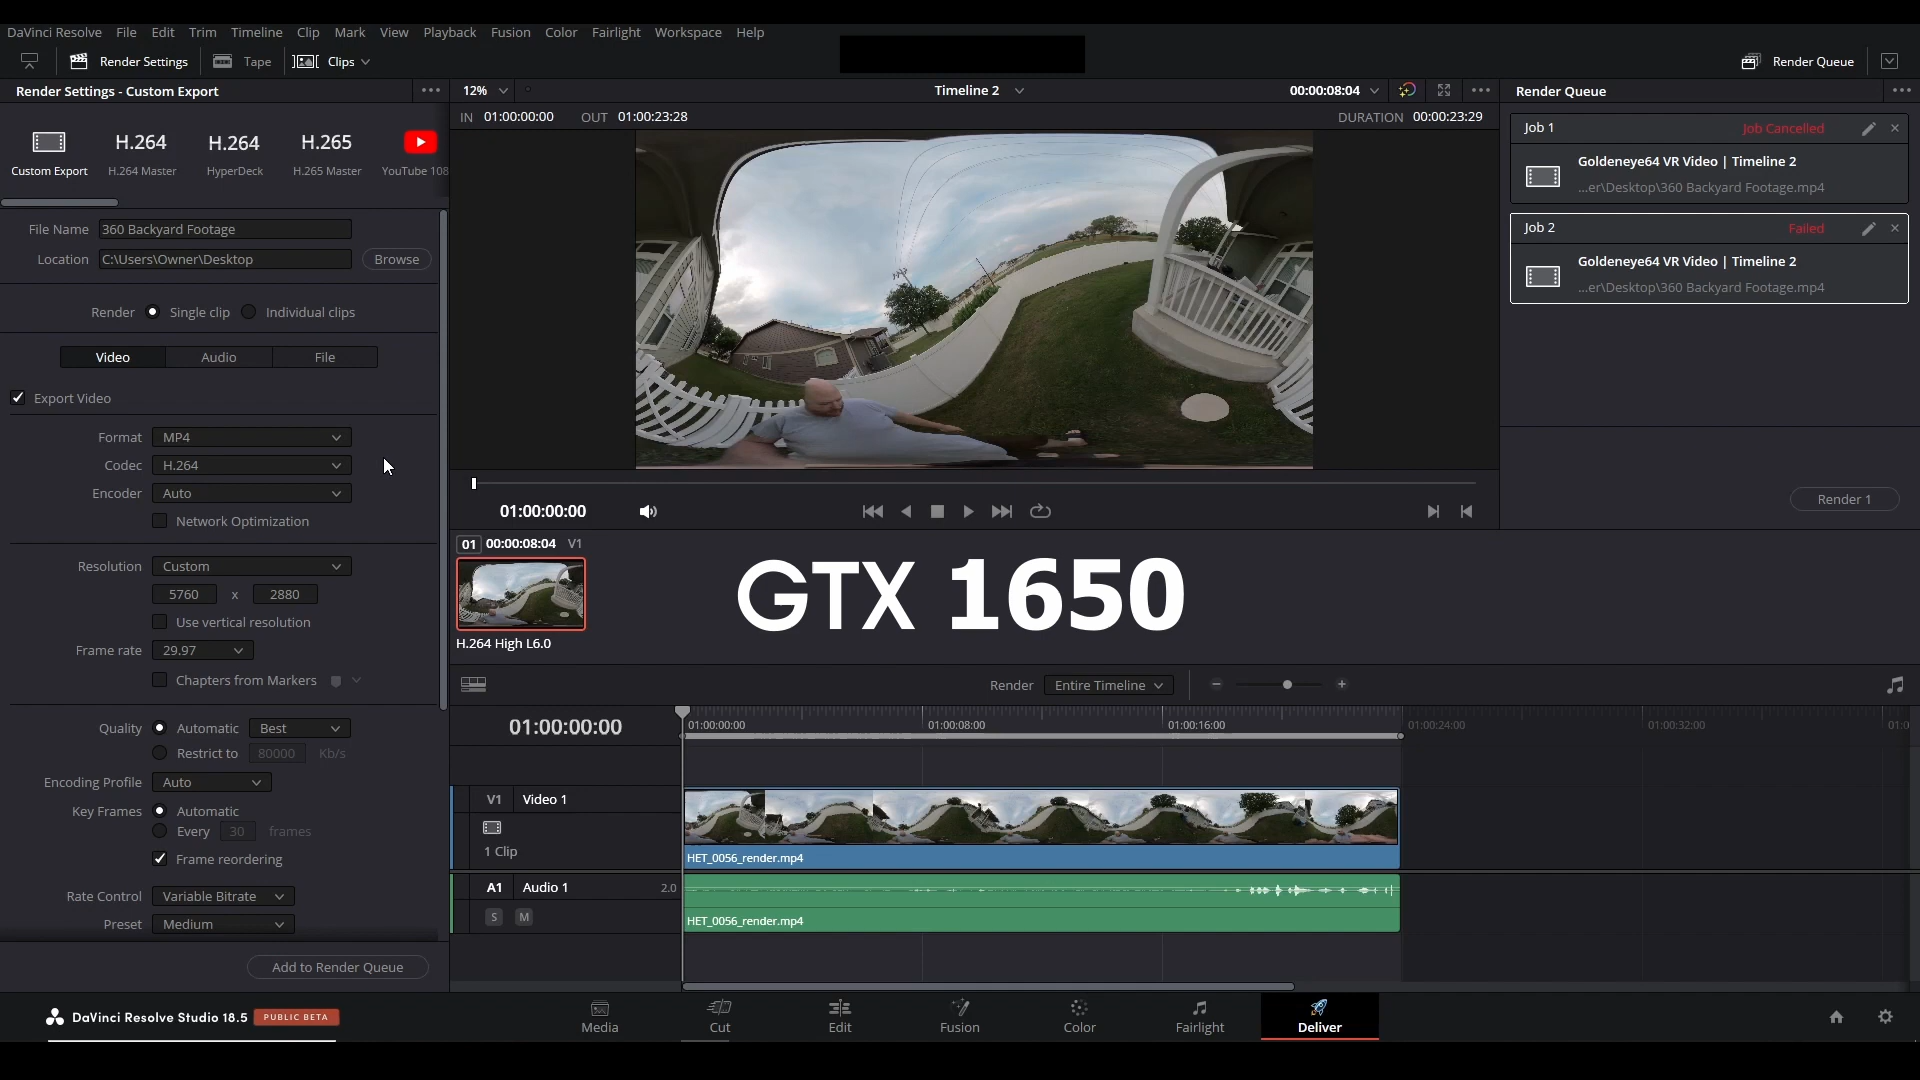 DaVinci Resolve File Edit Trim Timeline Clip Mark View Playback Fusion Color Fairlight Workspace Help
Render Settings Tape Clips Render Queue
Render Settings - Custom Export
12% Timeline 2 00:00:08:04
Render Queue
IN 01:00:00:00 OUT 01:00:23:28 DURATION 00:00:23:29
H.264 H.264 H.265
Custom Export H.264 Master HyperDeck H.265 Master YouTube 108
File Name 360 Backyard Footage
Location C:\Users\Owner\Desktop Browse
Render Single clip Individual clips
Video Audio File
Export Video
Format MP4
Codec H.264
Encoder Auto
Network Optimization
Resolution Custom
5760 x 2880
Use vertical resolution
Frame rate 29.97
Chapters from Markers
Quality Automatic Best
Restrict to 80000 Kb/s
Encoding Profile Auto
Key Frames Automatic
Every 30 frames
Frame reordering
Rate Control Variable Bitrate
Preset Medium
Add to Render Queue
01:00:00:00
01 00:00:08:04 V1
H.264 High L6.0
GTX 1650
Job 1 Job Cancelled
Goldeneye64 VR Video | Timeline 2
...er\Desktop\360 Backyard Footage.mp4
Job 2 Failed
Goldeneye64 VR Video | Timeline 2
...er\Desktop\360 Backyard Footage.mp4
Render 1
Render Entire Timeline
01:00:00:00 01:00:00:00 01:00:08:00 01:00:16:00 01:00:24:00 01:00:32:00 01:0
V1 Video 1
1 Clip
HET_0056_render.mp4
A1 Audio 1 2.0
S M
HET_0056_render.mp4
DaVinci Resolve Studio 18.5 PUBLIC BETA
Media Cut Edit Fusion Color Fairlight Deliver